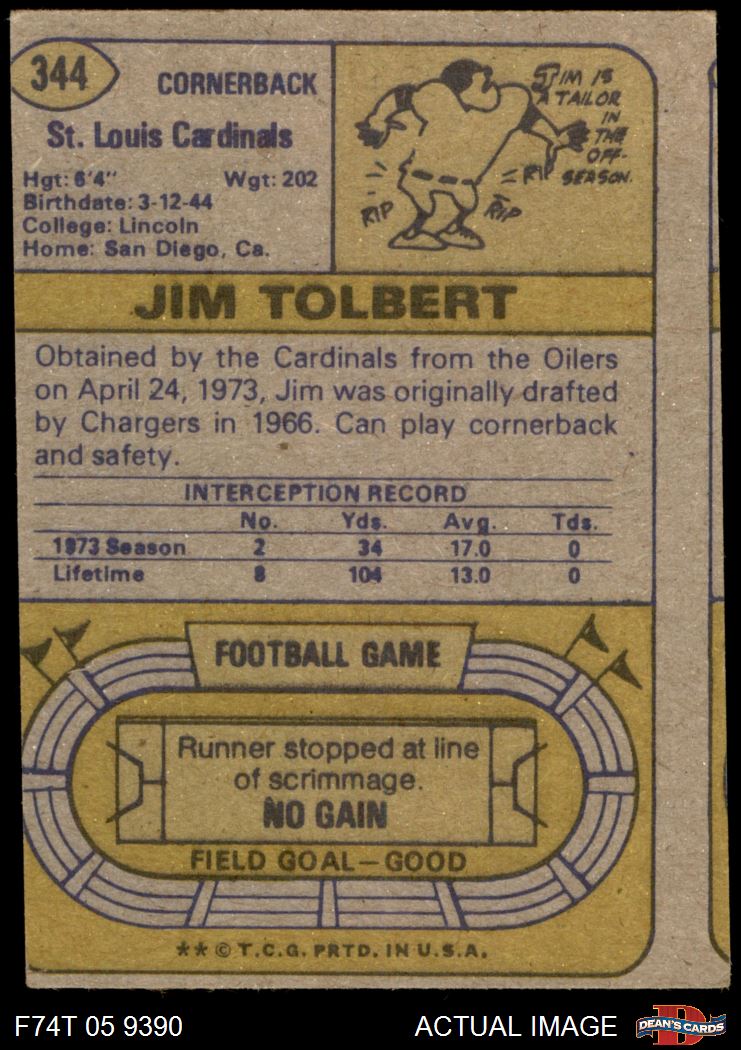 344
CORNERBACK
St. Louis Cardinals
Hgt: 6'4" Wgt: 202
Birthdate: 3-12-44
College: Lincoln
Home: San Diego, Ca.
JIM IS
A TAILOR
IN
THE
OFF-
SEASON.
RIP
RIP
RIP
JIM TOLBERT
Obtained by the Cardinals from the Oilers
on April 24, 1973, Jim was originally drafted
by Chargers in 1966. Can play cornerback
and safety.
INTERCEPTION RECORD
No. Yds. Avg. Tds.
1973 Season 2 34 17.0 0
Lifetime 8 104 13.0 0
FOOTBALL GAME
Runner stopped at line
of scrimmage.
NO GAIN
FIELD GOAL—GOOD
** © T.C.G. PRTD. IN U.S.A.
F74T 05 9390 ACTUAL IMAGE
D
DEAN'S CARDS